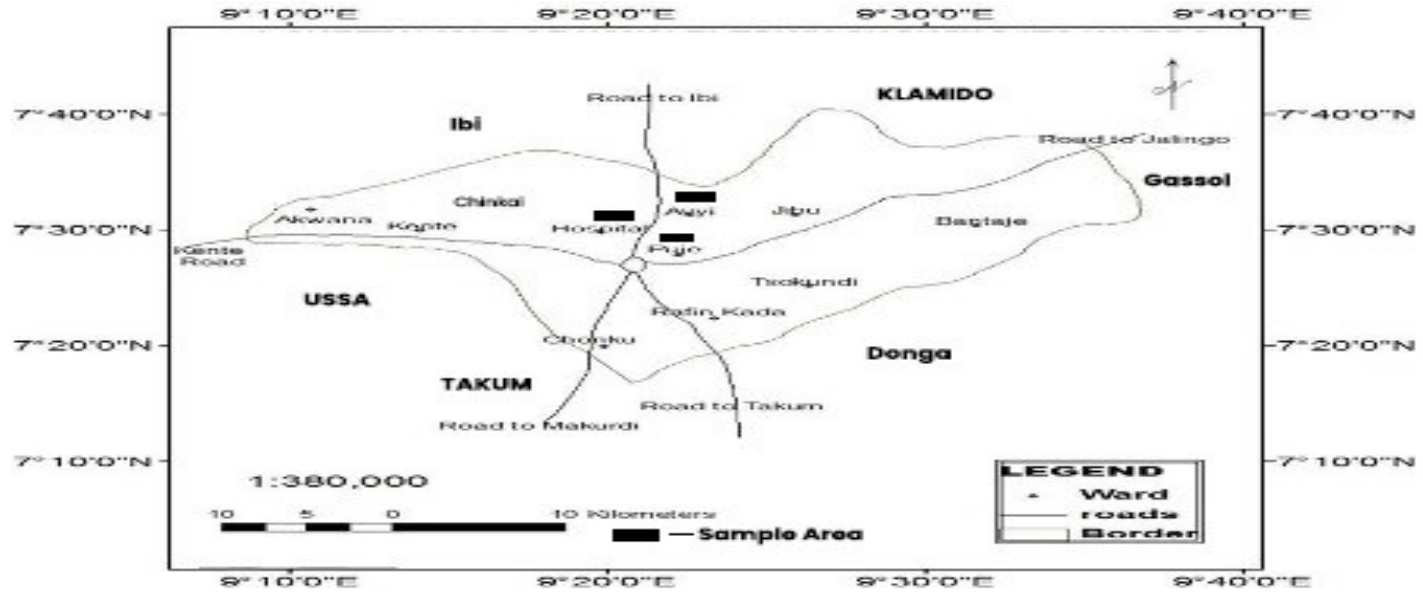 9°10'0"E 9°20'0"E 9°30'0"E 9°40'0"E
KLAMIDO
Road to Ibi
7°40'0"N 7°40'0"N
Ibi
Road to Jalingo
Gassol
Chinkai
Akwana
Kente
Hospital
Avyi
Jibu
Bagtaje
7°30'0"N 7°30'0"N
Puje
Kente
Road
Tsokundi
USSA
Rafin Kada
Chonku
7°20'0"N 7°20'0"N
Donga
TAKUM
Road to Takum
Road to Makurdi
7°10'0"N 7°10'0"N
1:380,000
LEGEND
Ward
roads
Border
10 5 0 10 Kilometers
Sample Area
9°10'0"E 9°20'0"E 9°30'0"E 9°40'0"E